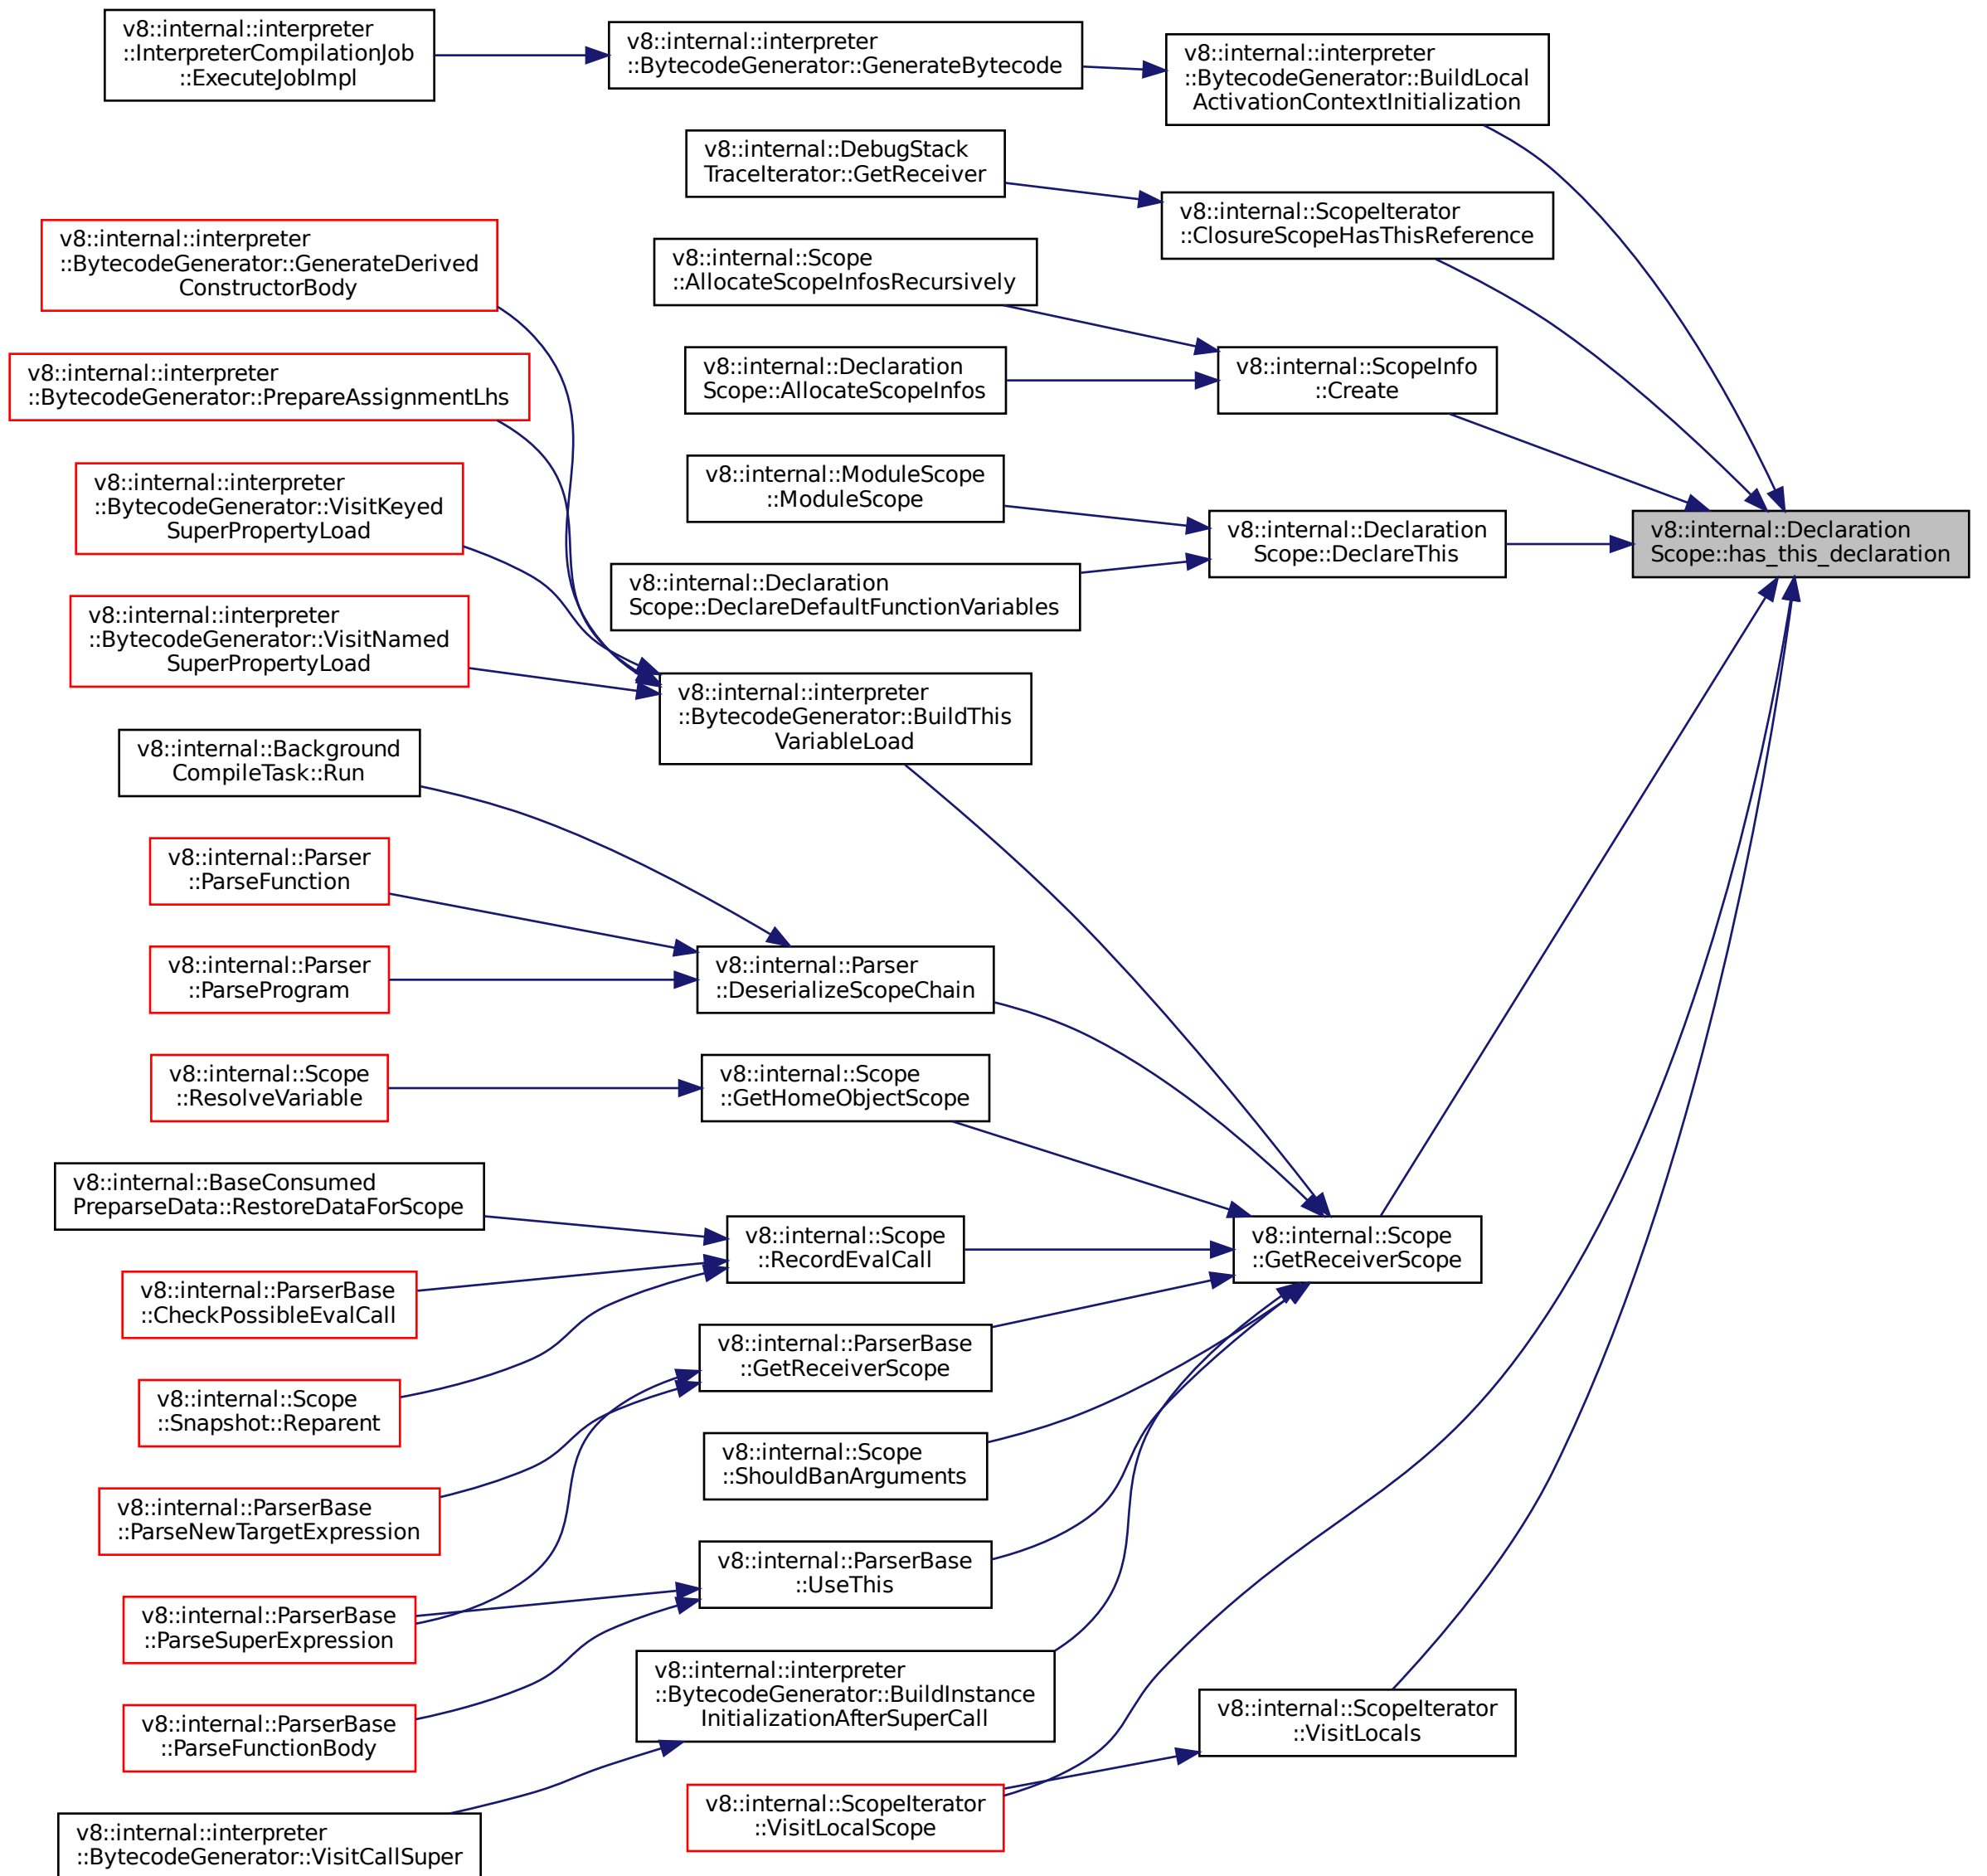 v8::internal::interpreter
::InterpreterCompilationJob
::ExecuteJobImpl
v8::internal::interpreter
::BytecodeGenerator::GenerateBytecode
v8::internal::interpreter
::BytecodeGenerator::BuildLocal
ActivationContextInitialization
v8::internal::DebugStack
TraceIterator::GetReceiver
v8::internal::ScopeIterator
::ClosureScopeHasThisReference
v8::internal::interpreter
::BytecodeGenerator::GenerateDerived
ConstructorBody
v8::internal::Scope
::AllocateScopeInfosRecursively
v8::internal::interpreter
::BytecodeGenerator::PrepareAssignmentLhs
v8::internal::Declaration
Scope::AllocateScopeInfos
v8::internal::ScopeInfo
::Create
v8::internal::interpreter
::BytecodeGenerator::VisitKeyed
SuperPropertyLoad
v8::internal::ModuleScope
::ModuleScope
v8::internal::Declaration
Scope::DeclareThis
v8::internal::Declaration
Scope::has_this_declaration
v8::internal::Declaration
Scope::DeclareDefaultFunctionVariables
v8::internal::interpreter
::BytecodeGenerator::VisitNamed
SuperPropertyLoad
v8::internal::interpreter
::BytecodeGenerator::BuildThis
VariableLoad
v8::internal::Background
CompileTask::Run
v8::internal::Parser
::ParseFunction
v8::internal::Parser
::ParseProgram
v8::internal::Parser
::DeserializeScopeChain
v8::internal::Scope
::ResolveVariable
v8::internal::Scope
::GetHomeObjectScope
v8::internal::BaseConsumed
PreparseData::RestoreDataForScope
v8::internal::Scope
::RecordEvalCall
v8::internal::Scope
::GetReceiverScope
v8::internal::ParserBase
::CheckPossibleEvalCall
v8::internal::ParserBase
::GetReceiverScope
v8::internal::Scope
::Snapshot::Reparent
v8::internal::Scope
::ShouldBanArguments
v8::internal::ParserBase
::ParseNewTargetExpression
v8::internal::ParserBase
::UseThis
v8::internal::ParserBase
::ParseSuperExpression
v8::internal::interpreter
::BytecodeGenerator::BuildInstance
InitializationAfterSuperCall
v8::internal::ParserBase
::ParseFunctionBody
v8::internal::ScopeIterator
::VisitLocals
v8::internal::ScopeIterator
::VisitLocalScope
v8::internal::interpreter
::BytecodeGenerator::VisitCallSuper